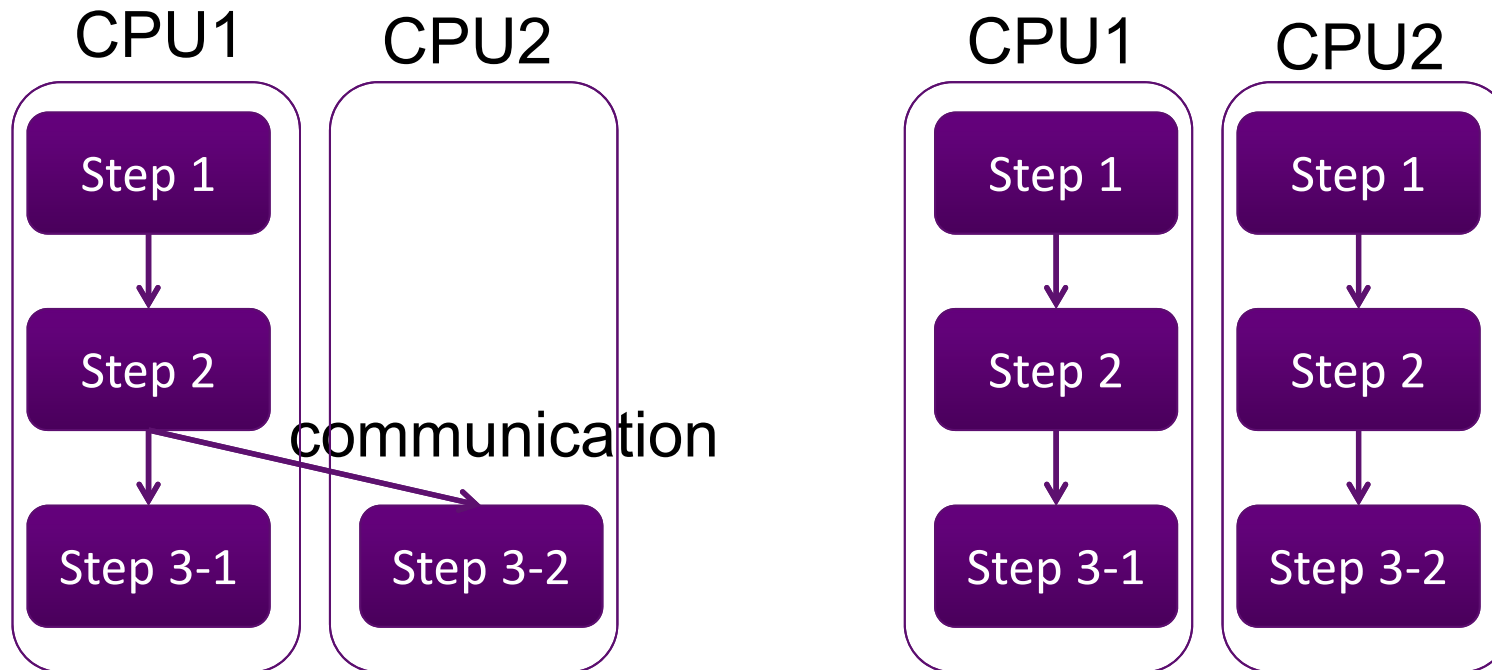 CPU1
CPU2
Step 1
Step 2
communication
Step 3-1
Step 3-2
CPU1
CPU2
Step 1
Step 1
Step 2
Step 2
Step 3-1
Step 3-2